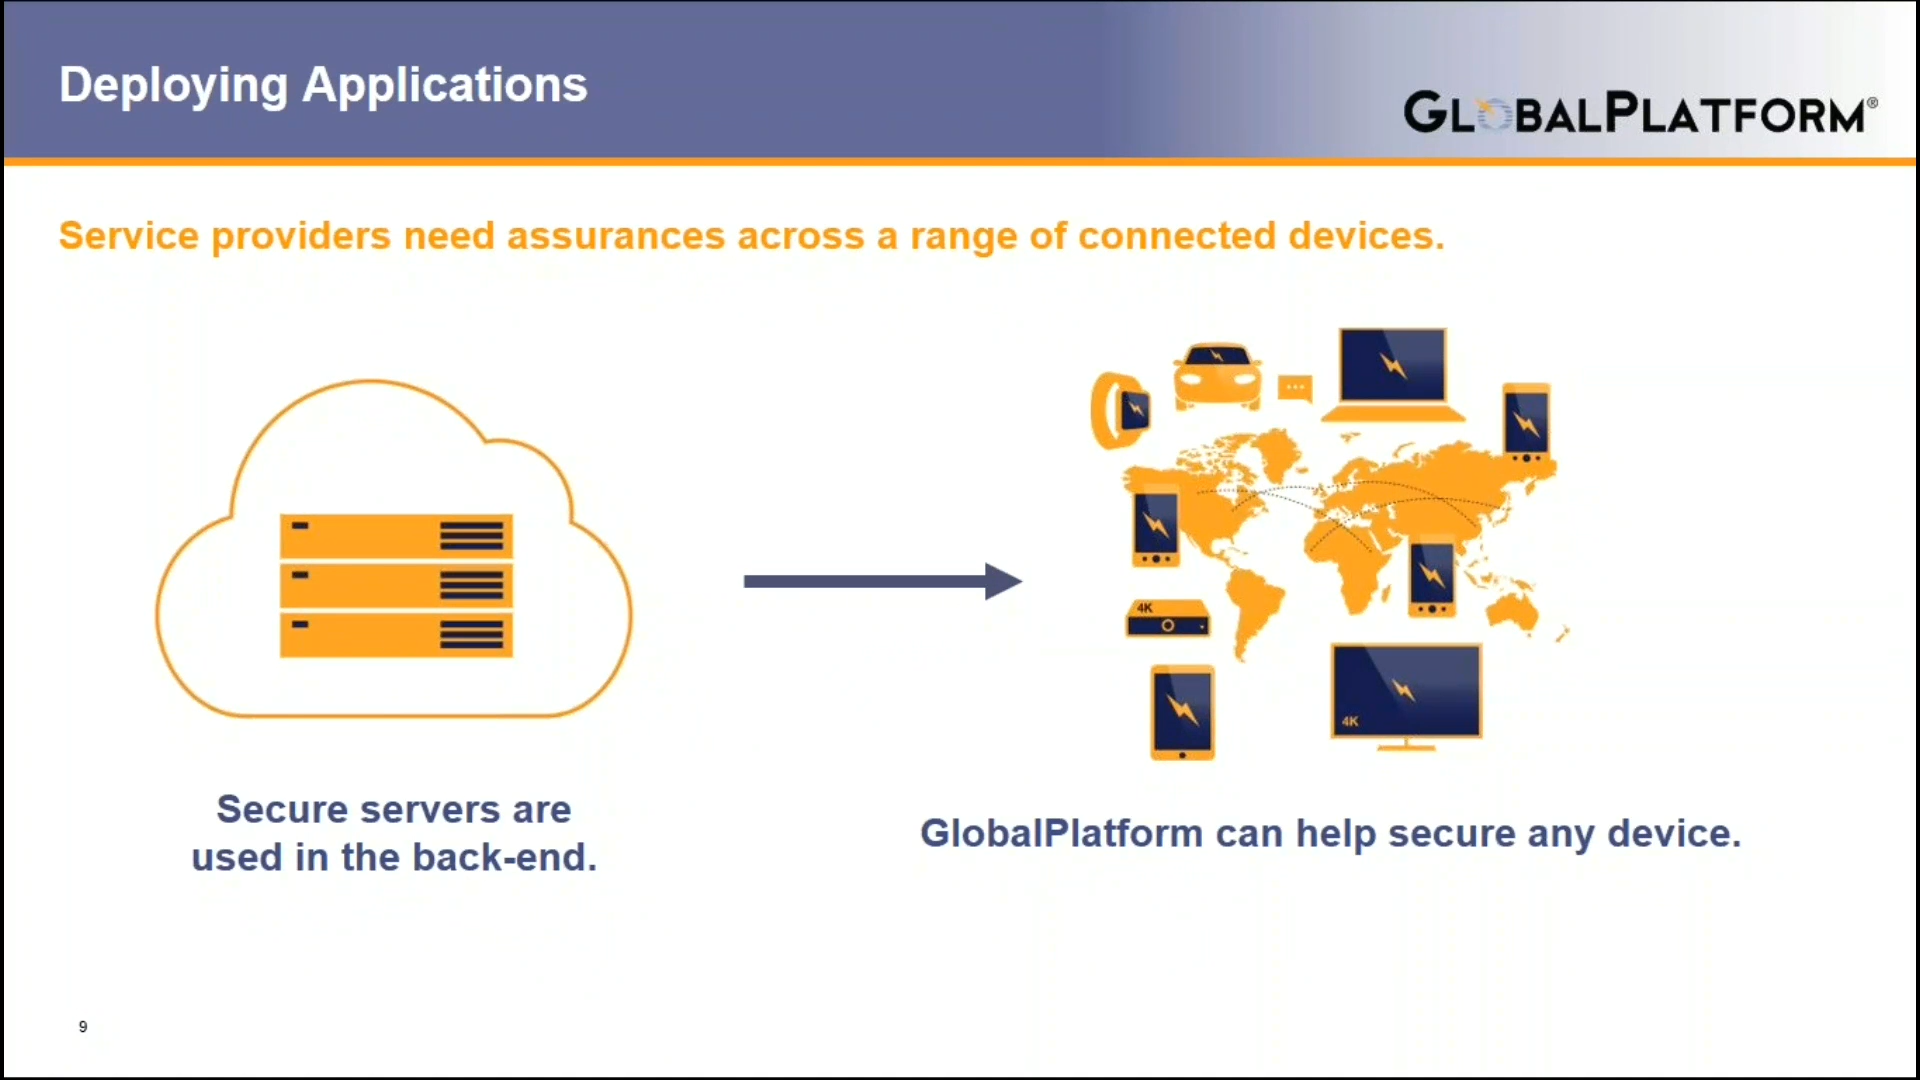 Deploying Applications
GLOBALPLATFORM®
Service providers need assurances across a range of connected devices.
4K
4K
Secure servers are
used in the back-end.
GlobalPlatform can help secure any device.
9